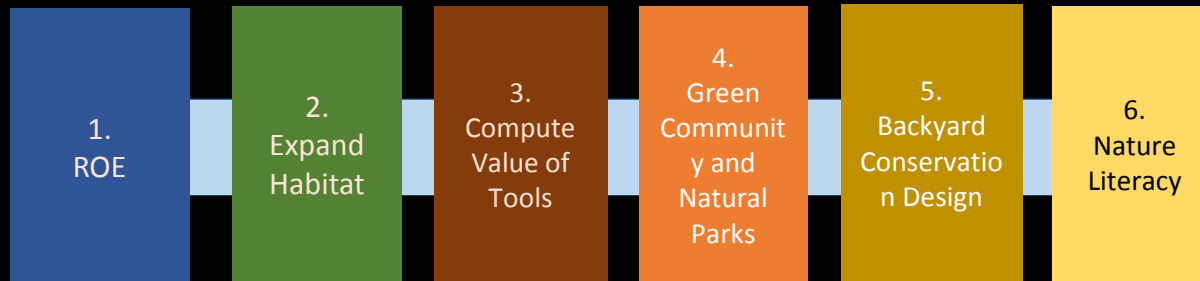 1.
ROE
2.
Expand
Habitat
3.
Compute
Value of
Tools
4.
Green
Communit
y and
Natural
Parks
5.
Backyard
Conservatio
n Design
6.
Nature
Literacy